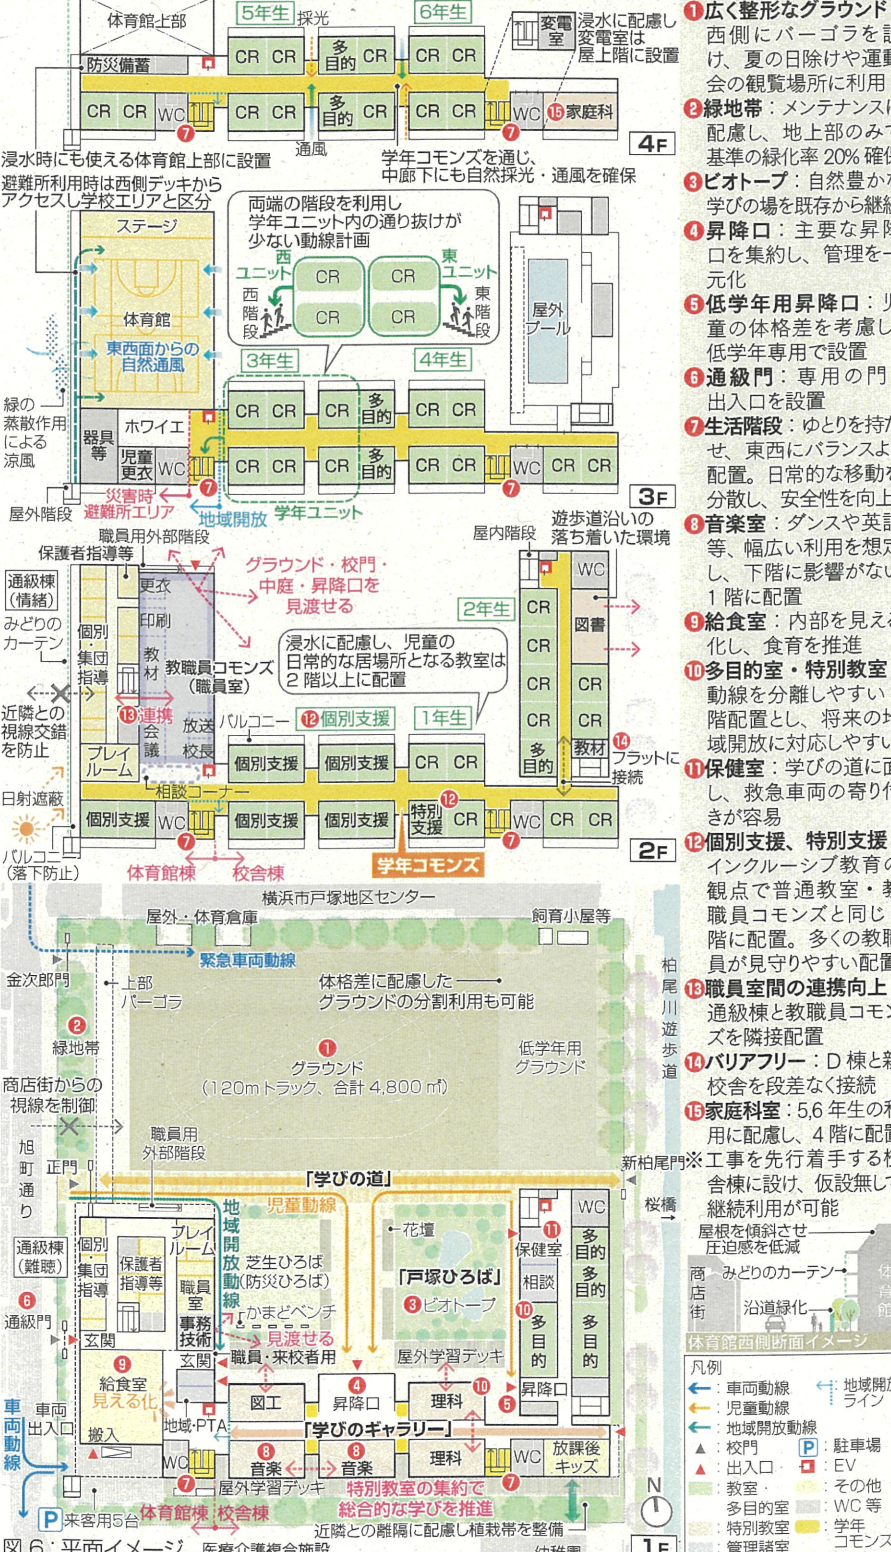 体育館上部
5年生
採光
6年生
変電室
浸水に配慮し
変電室は
屋上階に設置
防災備蓄
CR CR
多目的 CR
CR CR
CR CR WC
❼
CR CR
多目的 CR
CR CR
❼
WC
⓯家庭科
4F
通風
浸水時にも使える体育館上部に設置
学年コモンズを通じ、
中廊下にも自然採光・通風を確保
避難所利用時は西側デッキから
アクセスし学校エリアと区分
ステージ
体育館
東西面からの
自然通風
両端の階段を利用し
学年ユニット内の通り抜けが
少ない動線計画
西
ユニット
東
ユニット
CR CR
CR CR
西階段
東階段
屋外
プール
3年生
4年生
緑の
蒸散作用
による
涼風
器具等
ホワイエ
児童
更衣
WC
CR CR
CR 多目的
CR CR
CR CR
CR 多目的
CR CR
WC CR CR
❼
❼
3F
屋外階段
災害時
避難所エリア
地域開放
学年ユニット
職員用外部階段
保護者指導等
屋内階段
遊歩道沿いの
落ち着いた環境
通級棟
(情緒)
みどりの
カーテン
個別・集団指導
更衣
印刷
教材
教職員コモンズ
(職員室)
グラウンド・校門・
中庭・昇降口を
見渡せる
2年生
WC
図書
CR
CR
CR
CR
CR
CR
多目的
教材
浸水に配慮し、児童の
日常的な居場所となる教室は
2 階以上に配置
近隣との
視線交錯
を防止
⓭連携
会議
放送
校長
バルコニー
⓬個別支援
1年生
⓮
フラットに
接続
プレイ
ルーム
相談コーナー
個別支援
個別支援
CR CR
日射遮蔽
個別支援
WC
❼
個別支援
個別支援
⓬
特別支援
CR
❼
WC
CR CR
2F
バルコニー
(落下防止)
体育館棟
校舎棟
学年コモンズ
横浜市戸塚地区センター
屋外・体育倉庫
飼育小屋等
緊急車両動線
金次郎門
上部
パーゴラ
体格差に配慮した
グラウンドの分割利用も可能
柏尾川遊歩道
❷
緑地帯
❶
グラウンド
(120mトラック、合計 4,800 ㎡)
低学年用
グラウンド
商店街からの
視線を制御
職員用
外部階段
旭町通り
正門
「学びの道」
児童動線
新柏尾門
桜橋
地域開放動線
通級棟
(難聴)
個別・集団指導
保護者
指導等
プレイ
ルーム
職員室
事務
技術
芝生ひろば
(防災ひろば)
かまどベンチ
見渡せる
職員・来校者用
花壇
「戸塚ひろば」
❸ビオトープ
屋外学習デッキ
WC
⓫
保健室
相談
多目的
多目的
❿
多目的
多目的
❻
通級門
玄関
玄関
❾
給食室
見える化
図工
❹
昇降口
理科
❿
❺
昇降口
車両動線
車両
出入口
搬入
地域・PTA
「学びのギャラリー」
WC
❼
❽
音楽
❽
音楽
理科
❼
WC
放課後
キッズ
屋外学習デッキ
特別教室の集約で
総合的な学びを推進
P 来客用5台
体育館棟
校舎棟
近隣との離隔に配慮し植栽帯を整備
N
1F
図 6：平面イメージ
医療介護複合施設
幼稚園
❶広く整形なグラウンド
西側にパーゴラを設
け、夏の日除けや運動
会の観覧場所に利用
❷緑地帯：メンテナンスに
配慮し、地上部のみで
基準の緑化率 20% 確保
❸ビオトープ：自然豊かな
学びの場を既存から継続
❹昇降口：主要な昇降
口を集約し、管理を一
元化
❺低学年用昇降口：児
童の体格差を考慮し
低学年専用で設置
❻通級門：専用の門
出入口を設置
❼生活階段：ゆとりを持た
せ、東西にバランスよ
配置。日常的な移動を
分散し、安全性を向上
❽音楽室：ダンスや英語
等、幅広い利用を想定
し、下階に影響がない
1 階に配置
❾給食室：内部を見える
化し、食育を推進
❿多目的室・特別教室
動線を分離しやすい
階配置とし、将来の地
域開放に対応しやすい
⓫保健室：学びの道に面
し、救急車両の寄り付
きが容易
⓬個別支援、特別支援
インクルーシブ教育の
観点で普通教室・教
職員コモンズと同じ
階に配置。多くの教職
員が見守りやすい配置
⓭職員室間の連携向上
通級棟と教職員コモン
ズを隣接配置
⓮バリアフリー：D 棟と新
校舎を段差なく接続
⓯家庭科室：5,6 年生の利
用に配慮し、4 階に配置
※工事を先行着手する校
舎棟に設け、仮設無しで
継続利用が可能
屋根を傾斜させ
圧迫感を低減
商店街
みどりのカーテン
沿道緑化
体育館
体育館西側断面イメージ
凡例
：車両動線
：地域開放
ライン
：児童動線
：地域開放動線
：校門
P：駐車場
：出入口
：EV
：教室・
多目的室
：その他
：WC 等
：特別教室
：学年
コモンズ
：管理諸室